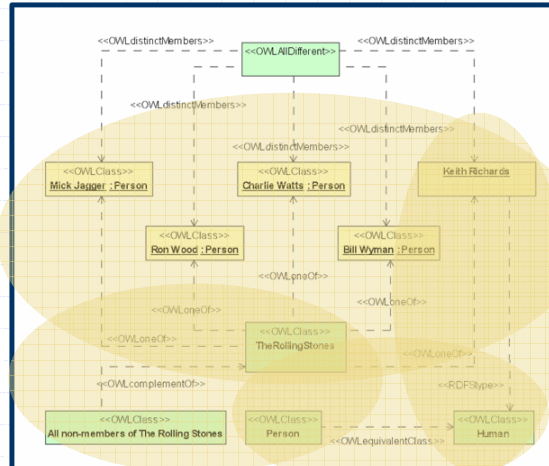 <<OWLdistinctMembers>>
<<OWLAllDifferent>>
<<OWLdistinctMembers>>
<<OWLdistinctMembers>>
<<OWLdistinctMembers>>
<<OWLdistinctMembers>>
<<OWLClass>>
Mick Jagger : Person
<<OWLClass>>
Charlie Watts : Person
Keith Richards
<<OWLClass>>
Ron Wood : Person
<<OWLClass>>
Bill Wyman : Person
<<OWLoneOf>>
<<OWLoneOf>>
<<OWLoneOf>>
<<OWLoneOf>>
<<OWLClass>>
TheRollingStones
<<OWLoneOf>>
<<OWLcomplementOf>>
<<RDFStype>>
<<OWLClass>>
All non-members of The Rolling Stones
<<OWLClass>>
Person
<<OWLequivalentClass>>
<<OWLClass>>
Human